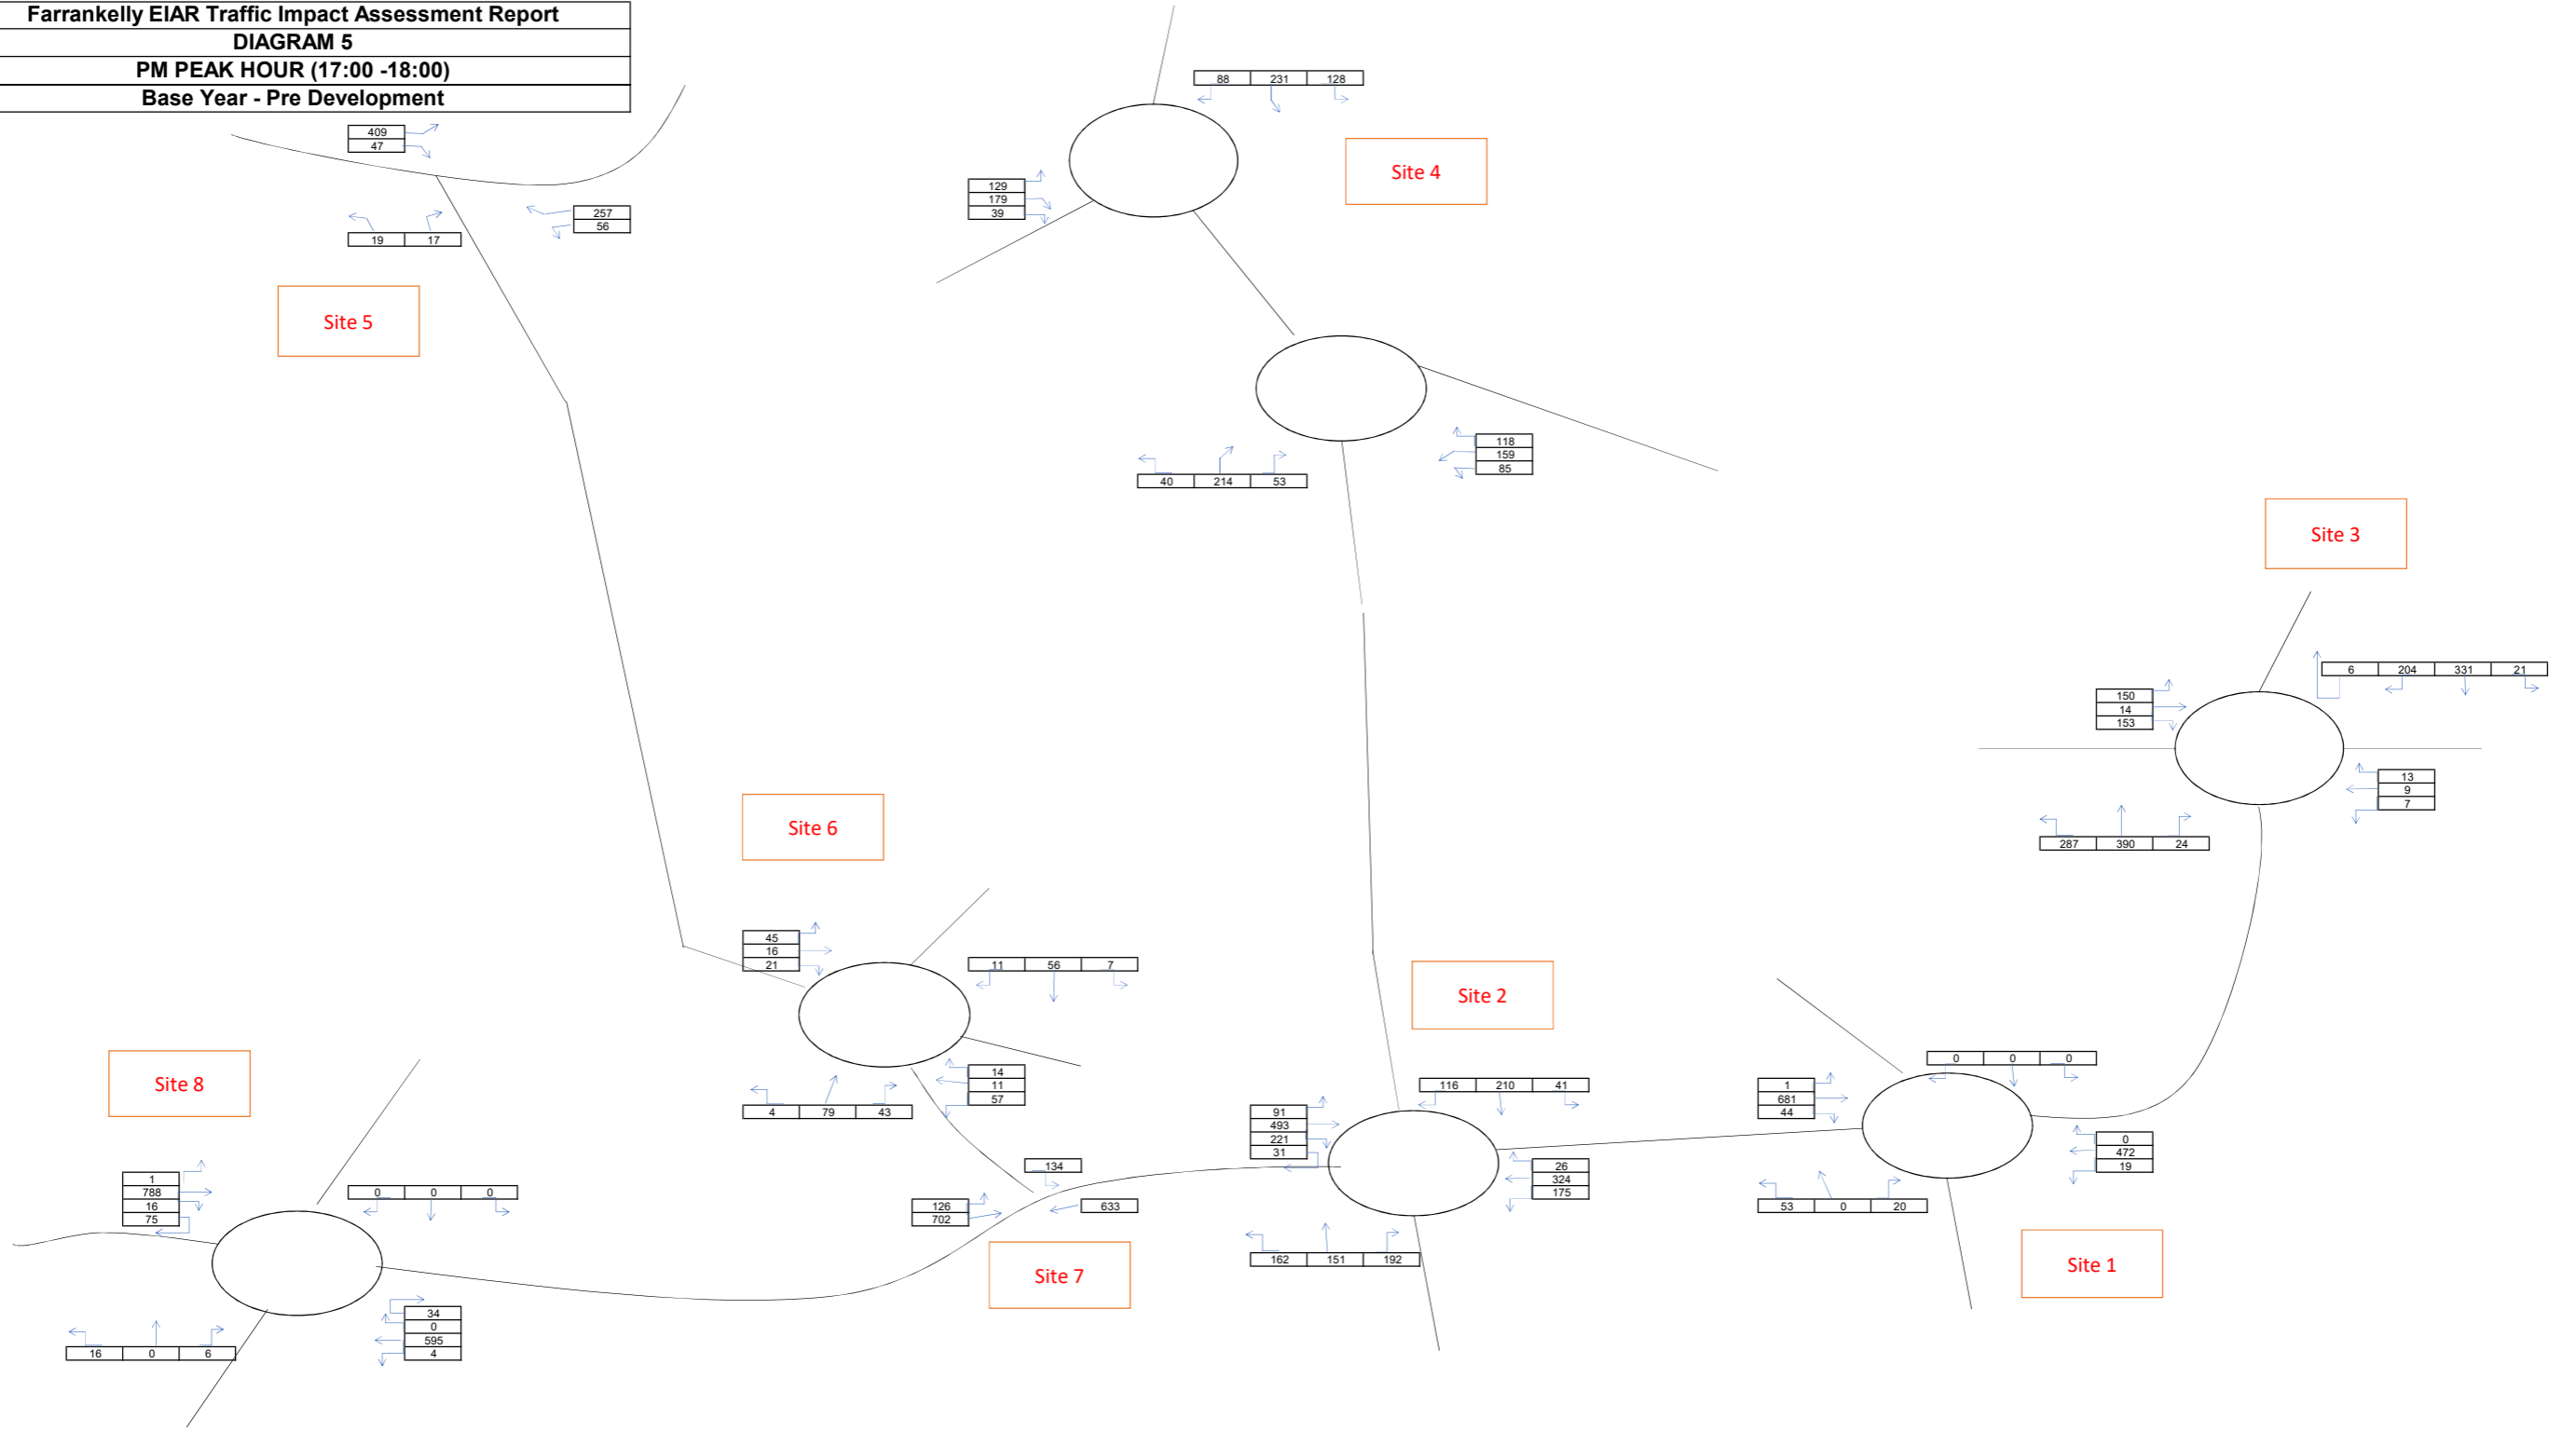 Farrankelly EIAR Traffic Impact Assessment Report
DIAGRAM 5
PM PEAK HOUR (17:00 -18:00)
Base Year - Pre Development
88 231 128
409
47
Site 4
129
179
39
257
56
19 17
Site 5
118
159
85
40 214 53
Site 3
6 204 331 21
150
14
153
13
9
7
287 390 24
Site 6
45
16
21
11 56 7
Site 2
Site 8
14
11
57
4 79 43
116 210 41
91
493
221
31
0 0 0
1
681
44
0
472
19
134
26
324
175
1
788
16
75
0 0 0
126
702
633
53 0 20
162 151 192
Site 7
Site 1
34
0
595
4
16 0 6